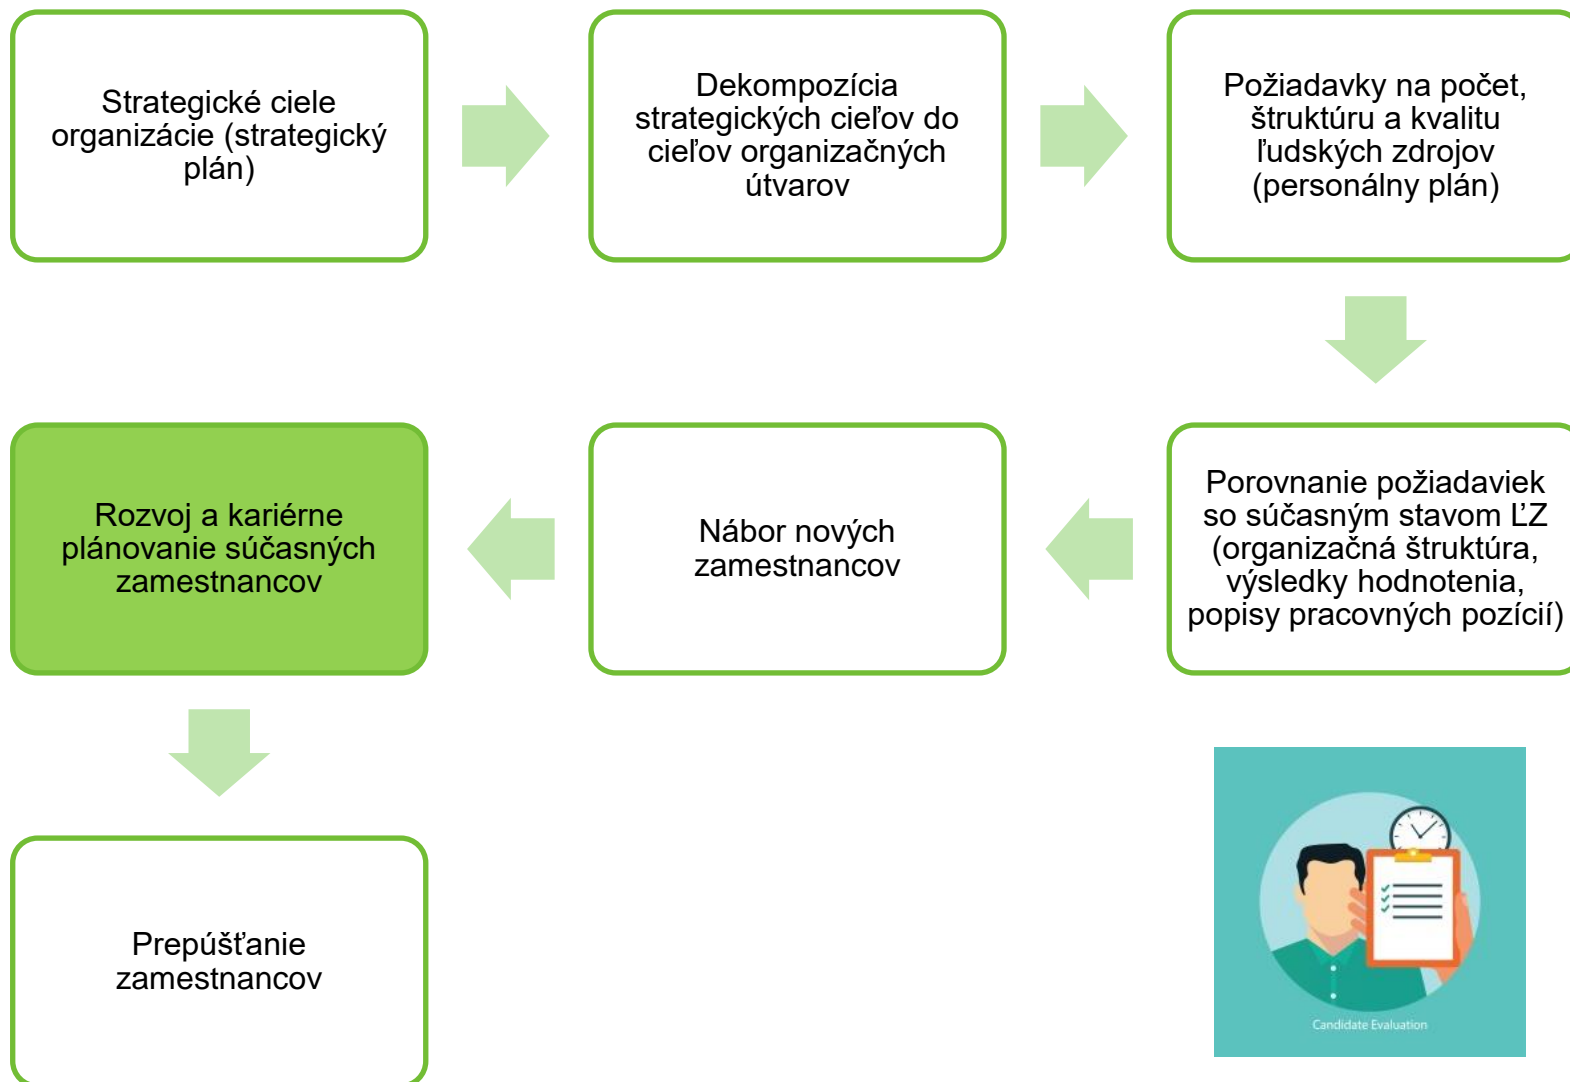 Strategické ciele
organizácie (strategický
plán)
Dekompozícia
strategických cieľov do
cieľov organizačných
útvarov
Požiadavky na počet,
štruktúru a kvalitu
ľudských zdrojov
(personálny plán)
Porovnanie požiadaviek
so súčasným stavom ĽZ
(organizačná štruktúra,
výsledky hodnotenia,
popisy pracovných pozícií)
Nábor nových
zamestnancov
Rozvoj a kariérne
plánovanie súčasných
zamestnancov
Prepúšťanie
zamestnancov
Candidate Evaluation